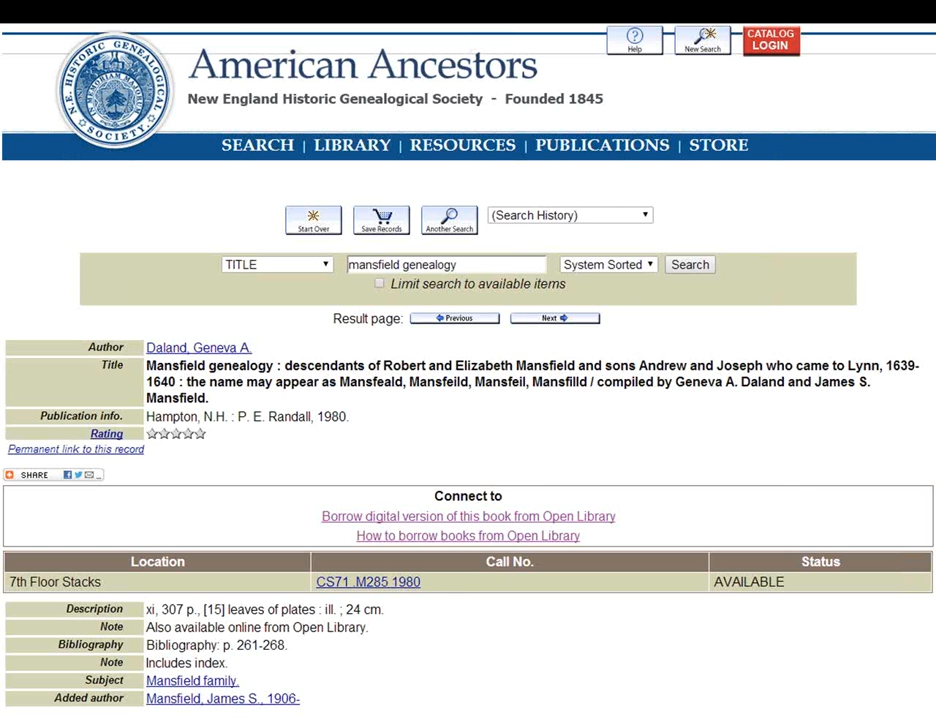 Help
New Search
CATALOG
LOGIN
N.E. HISTORIC GENEALOGICAL SOCIETY
IN MEMORIAM MAJORUM
American Ancestors
New England Historic Genealogical Society - Founded 1845
SEARCH | LIBRARY | RESOURCES | PUBLICATIONS | STORE
Start Over
Save Records
Another Search
(Search History)
TITLE
mansfield genealogy
System Sorted
Search
Limit search to available items
Result page:
Previous
Next
Author Daland, Geneva A.
Title Mansfield genealogy : descendants of Robert and Elizabeth Mansfield and sons Andrew and Joseph who came to Lynn, 1639-
1640 : the name may appear as Mansfeald, Mansfeild, Mansfeil, Mansfilld / compiled by Geneva A. Daland and James S.
Mansfield.
Publication info. Hampton, N.H. : P. E. Randall, 1980.
Rating
Permanent link to this record
SHARE
Connect to
Borrow digital version of this book from Open Library
How to borrow books from Open Library
Location Call No. Status
7th Floor Stacks CS71 .M285 1980 AVAILABLE
Description xi, 307 p., [15] leaves of plates : ill. ; 24 cm.
Note Also available online from Open Library.
Bibliography Bibliography: p. 261-268.
Note Includes index.
Subject Mansfield family.
Added author Mansfield, James S., 1906-